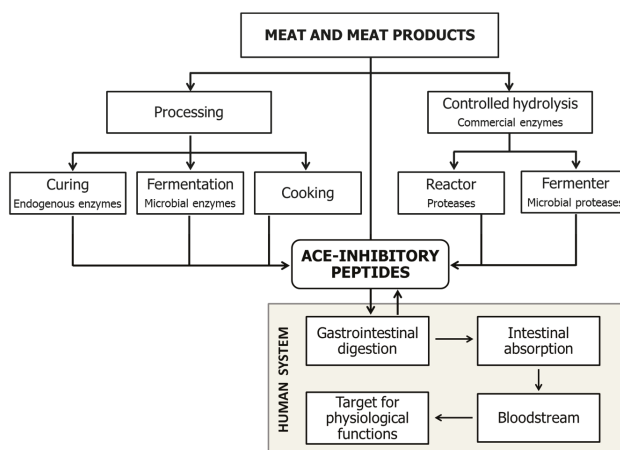 MEAT AND MEAT PRODUCTS
Processing
Controlled hydrolysis
Commercial enzymes
Curing
Endogenous enzymes
Fermentation
Microbial enzymes
Cooking
Reactor
Proteases
Fermenter
Microbial proteases
ACE-INHIBITORY
PEPTIDES
HUMAN SYSTEM
Gastrointestinal
digestion
Intestinal
absorption
Target for
physiological
functions
Bloodstream